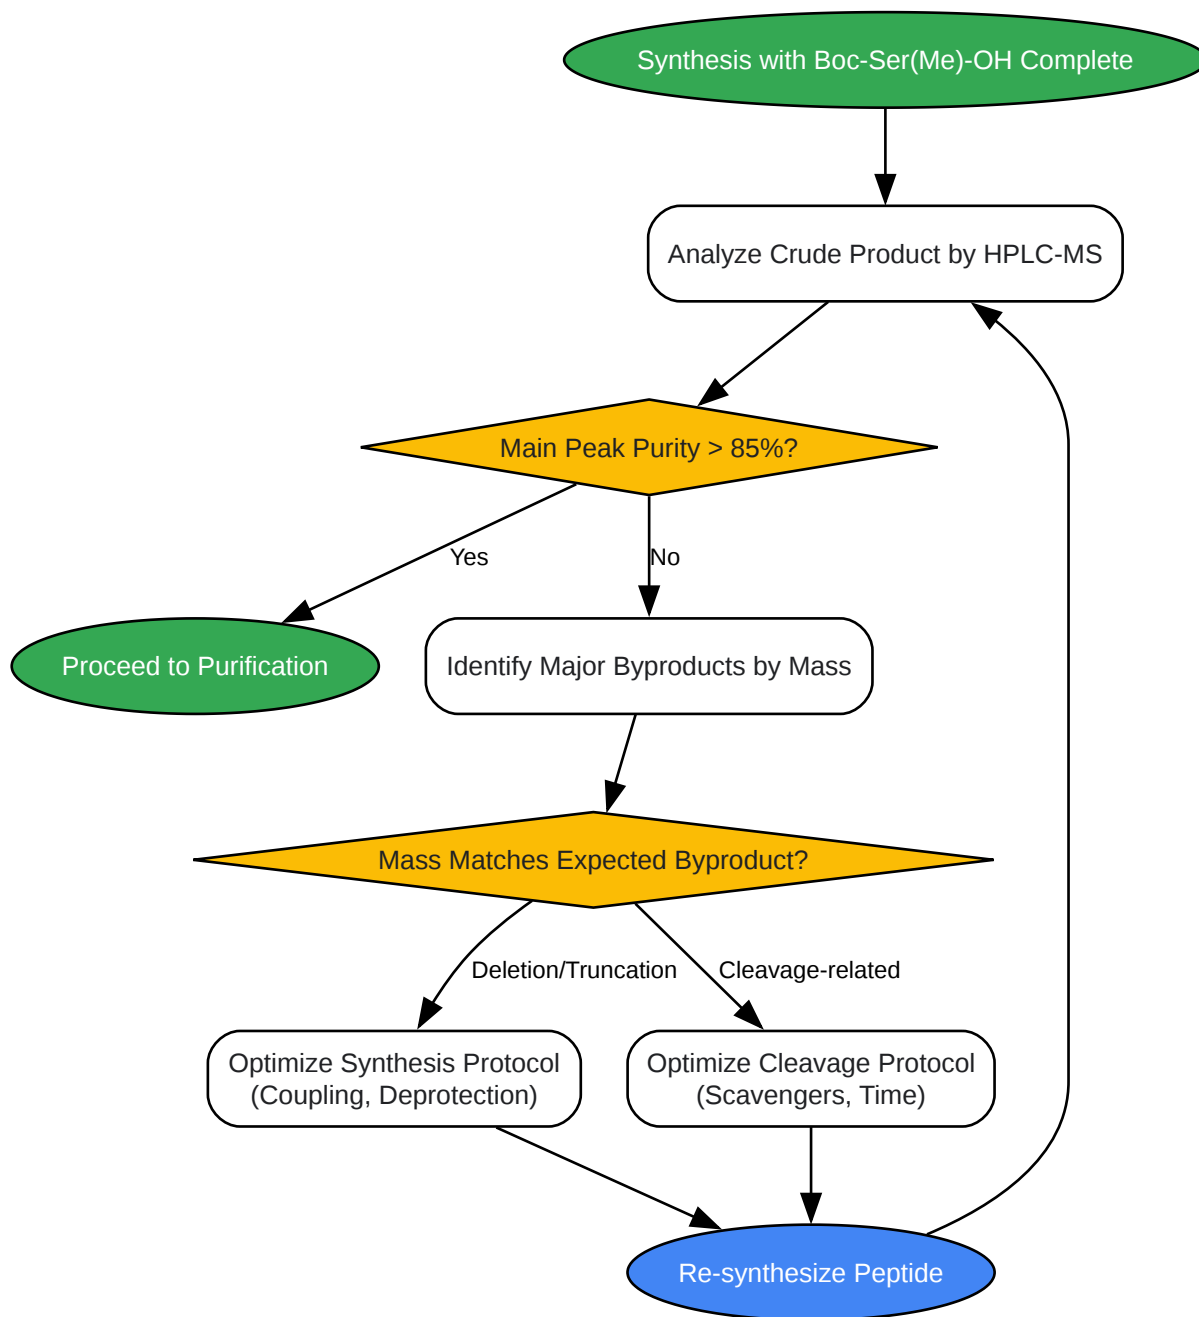 Synthesis with Boc-Ser(Me)-OH Complete
Analyze Crude Product by HPLC-MS
Main Peak Purity > 85%?
Yes
No
Proceed to Purification
Identify Major Byproducts by Mass
Mass Matches Expected Byproduct?
Deletion/Truncation
Cleavage-related
Optimize Synthesis Protocol
(Coupling, Deprotection)
Optimize Cleavage Protocol
(Scavengers, Time)
Re-synthesize Peptide